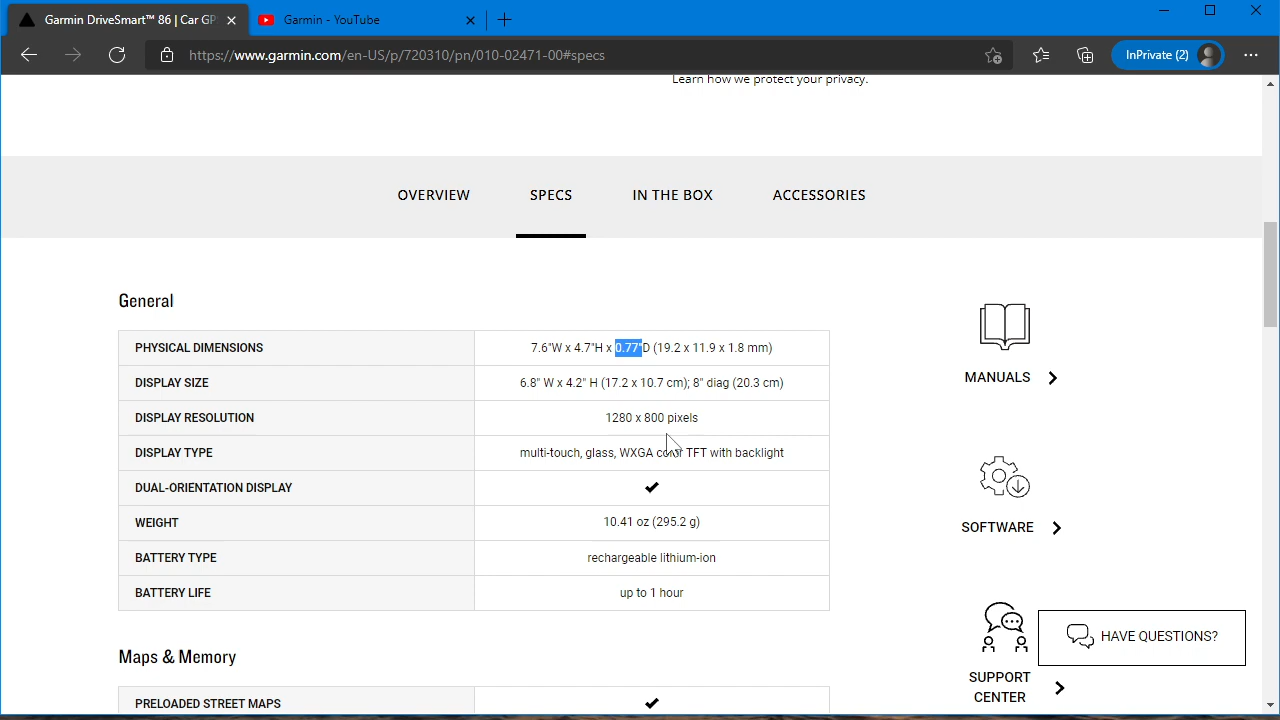 Garmin DriveSmart™ 86 | Car GP
Garmin - YouTube
https://www.garmin.com/en-US/p/720310/pn/010-02471-00#specs
InPrivate (2)
Learn how we protect your privacy.
OVERVIEW
SPECS
IN THE BOX
ACCESSORIES
General
PHYSICAL DIMENSIONS
7.6"W x 4.7"H x 0.77"D (19.2 x 11.9 x 1.8 mm)
DISPLAY SIZE
6.8" W x 4.2" H (17.2 x 10.7 cm); 8" diag (20.3 cm)
DISPLAY RESOLUTION
1280 x 800 pixels
DISPLAY TYPE
multi-touch, glass, WXGA color TFT with backlight
DUAL-ORIENTATION DISPLAY
WEIGHT
10.41 oz (295.2 g)
BATTERY TYPE
rechargeable lithium-ion
BATTERY LIFE
up to 1 hour
Maps & Memory
PRELOADED STREET MAPS
MANUALS
SOFTWARE
SUPPORT
CENTER
HAVE QUESTIONS?